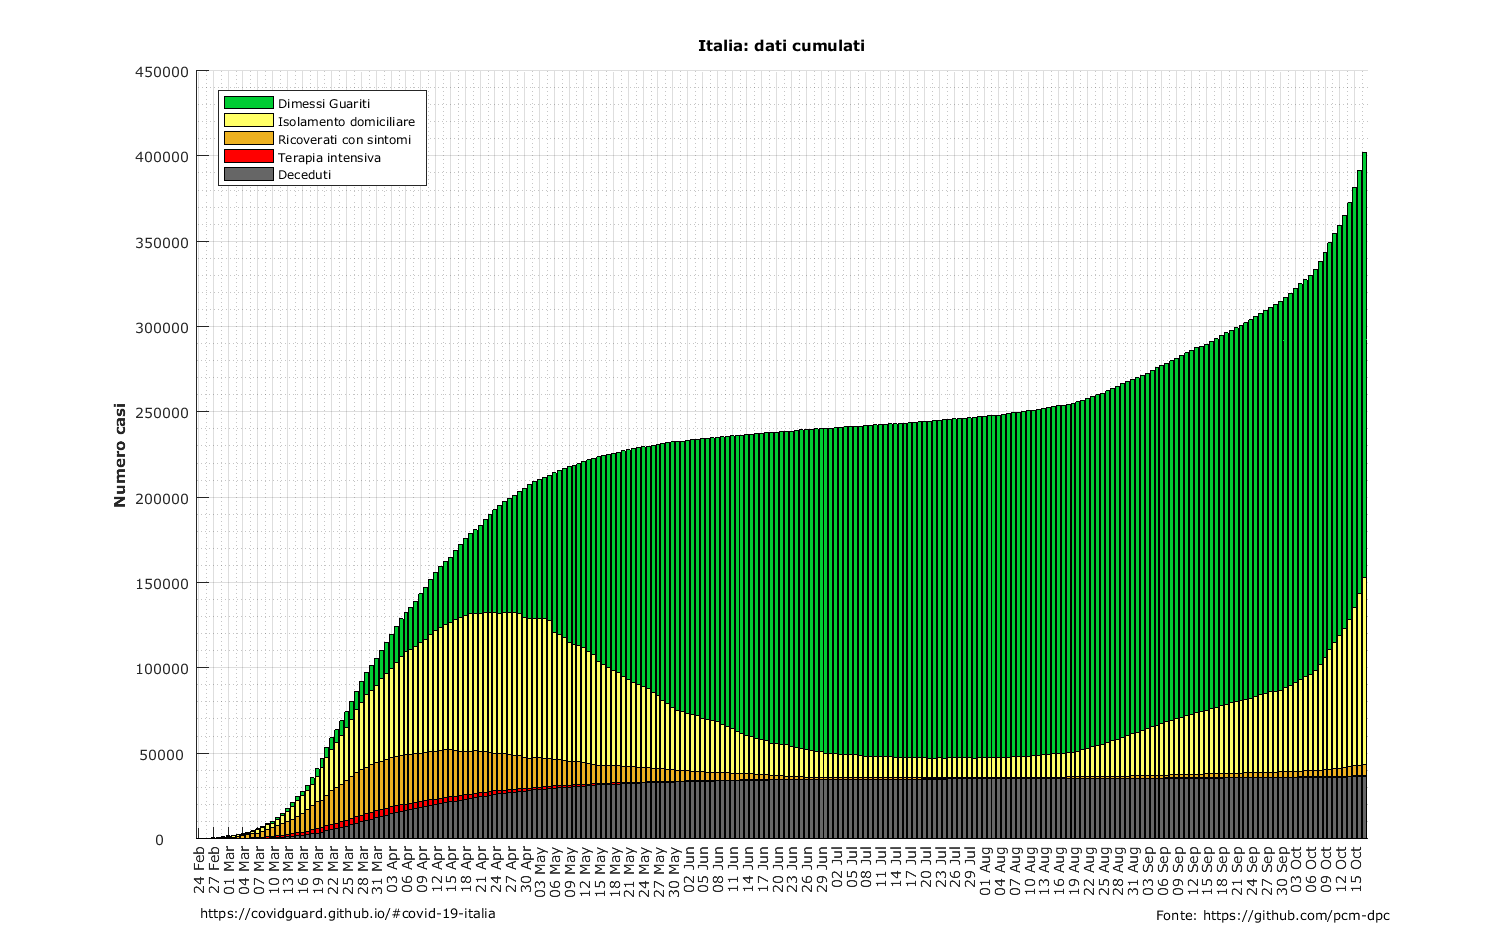 Italia: dati cumulati
450000
400000
350000
300000
250000
200000
150000
100000
50000
0
Numero casi
Dimessi Guariti
Isolamento domiciliare
Ricoverati con sintomi
Terapia intensiva
Deceduti
24 Feb
27 Feb
01 Mar
04 Mar
07 Mar
10 Mar
13 Mar
16 Mar
19 Mar
22 Mar
25 Mar
28 Mar
31 Mar
03 Apr
06 Apr
09 Apr
12 Apr
15 Apr
18 Apr
21 Apr
24 Apr
27 Apr
30 Apr
03 May
06 May
09 May
12 May
15 May
18 May
21 May
24 May
27 May
30 May
02 Jun
05 Jun
08 Jun
11 Jun
14 Jun
17 Jun
20 Jun
23 Jun
26 Jun
29 Jun
02 Jul
05 Jul
08 Jul
11 Jul
14 Jul
17 Jul
20 Jul
23 Jul
26 Jul
29 Jul
01 Aug
04 Aug
07 Aug
10 Aug
13 Aug
16 Aug
19 Aug
22 Aug
25 Aug
28 Aug
31 Aug
03 Sep
06 Sep
09 Sep
12 Sep
15 Sep
18 Sep
21 Sep
24 Sep
27 Sep
30 Sep
03 Oct
06 Oct
09 Oct
12 Oct
15 Oct
https://covidguard.github.io/#covid-19-italia
Fonte: https://github.com/pcm-dpc